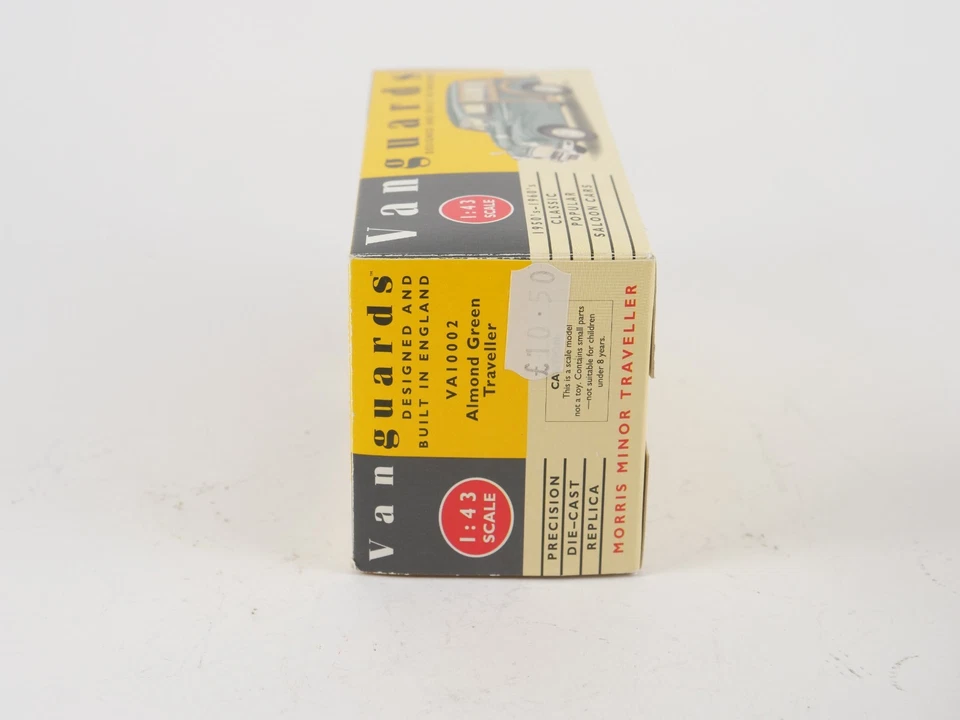 Vanguards
1:43
SCALE
1950's–1960's
CLASSIC
POPULAR
SALOON CARS
Vanguards™
DESIGNED AND
BUILT IN ENGLAND
VA10002
Almond Green
Traveller
£10.50
CA
This is a scale model
not a toy. Contains small parts
—not suitable for children
under 8 years.
1:43
SCALE
PRECISION
DIE–CAST
REPLICA
MORRIS MINOR TRAVELLER